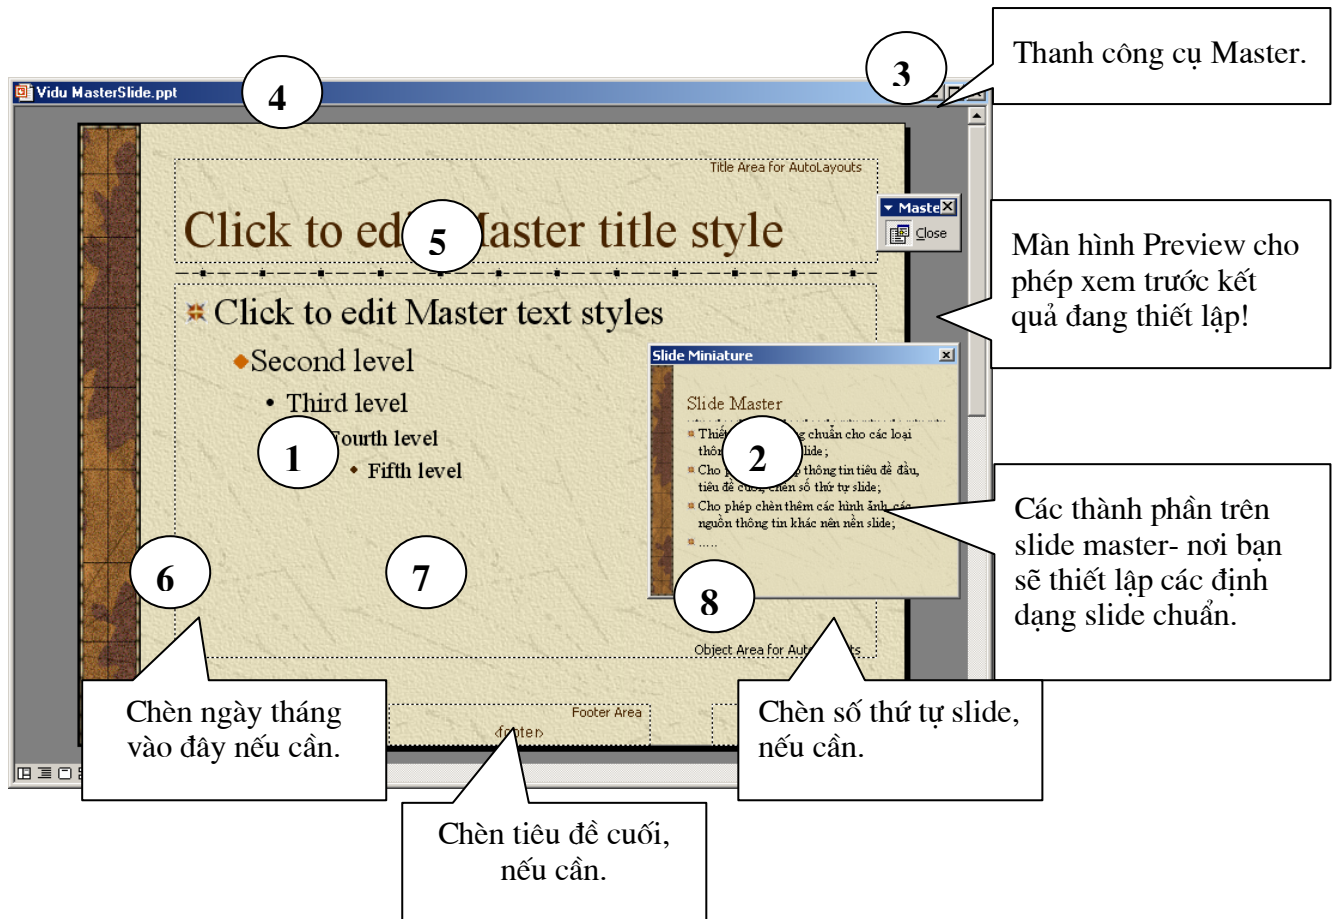 Thanh công cụ Master.
3
4
Vidu MasterSlide.ppt
Title Area for AutoLayouts
Maste
Close
Click to edit Master title style
5
Màn hình Preview cho
phép xem trước kết
quả đang thiết lập!
Click to edit Master text styles
Second level
Third level
Fourth level
Fifth level
1
Slide Miniature
Slide Master
Thiết chuẩn cho các loại
2
Cho thông tin tiêu đề đầu,
tiêu đề cuối, chèn số thứ tự slide;
Cho phép chèn thêm các hình ảnh, các
nguồn thông tin khác nên nền slide;
.....
Các thành phần trên
slide master- nơi bạn
sẽ thiết lập các định
dạng slide chuẩn.
6
7
8
Object Area for AutoLayouts
Chèn ngày tháng
vào đây nếu cần.
Footer Area
<footer>
Chèn số thứ tự slide,
nếu cần.
Chèn tiêu đề cuối,
nếu cần.